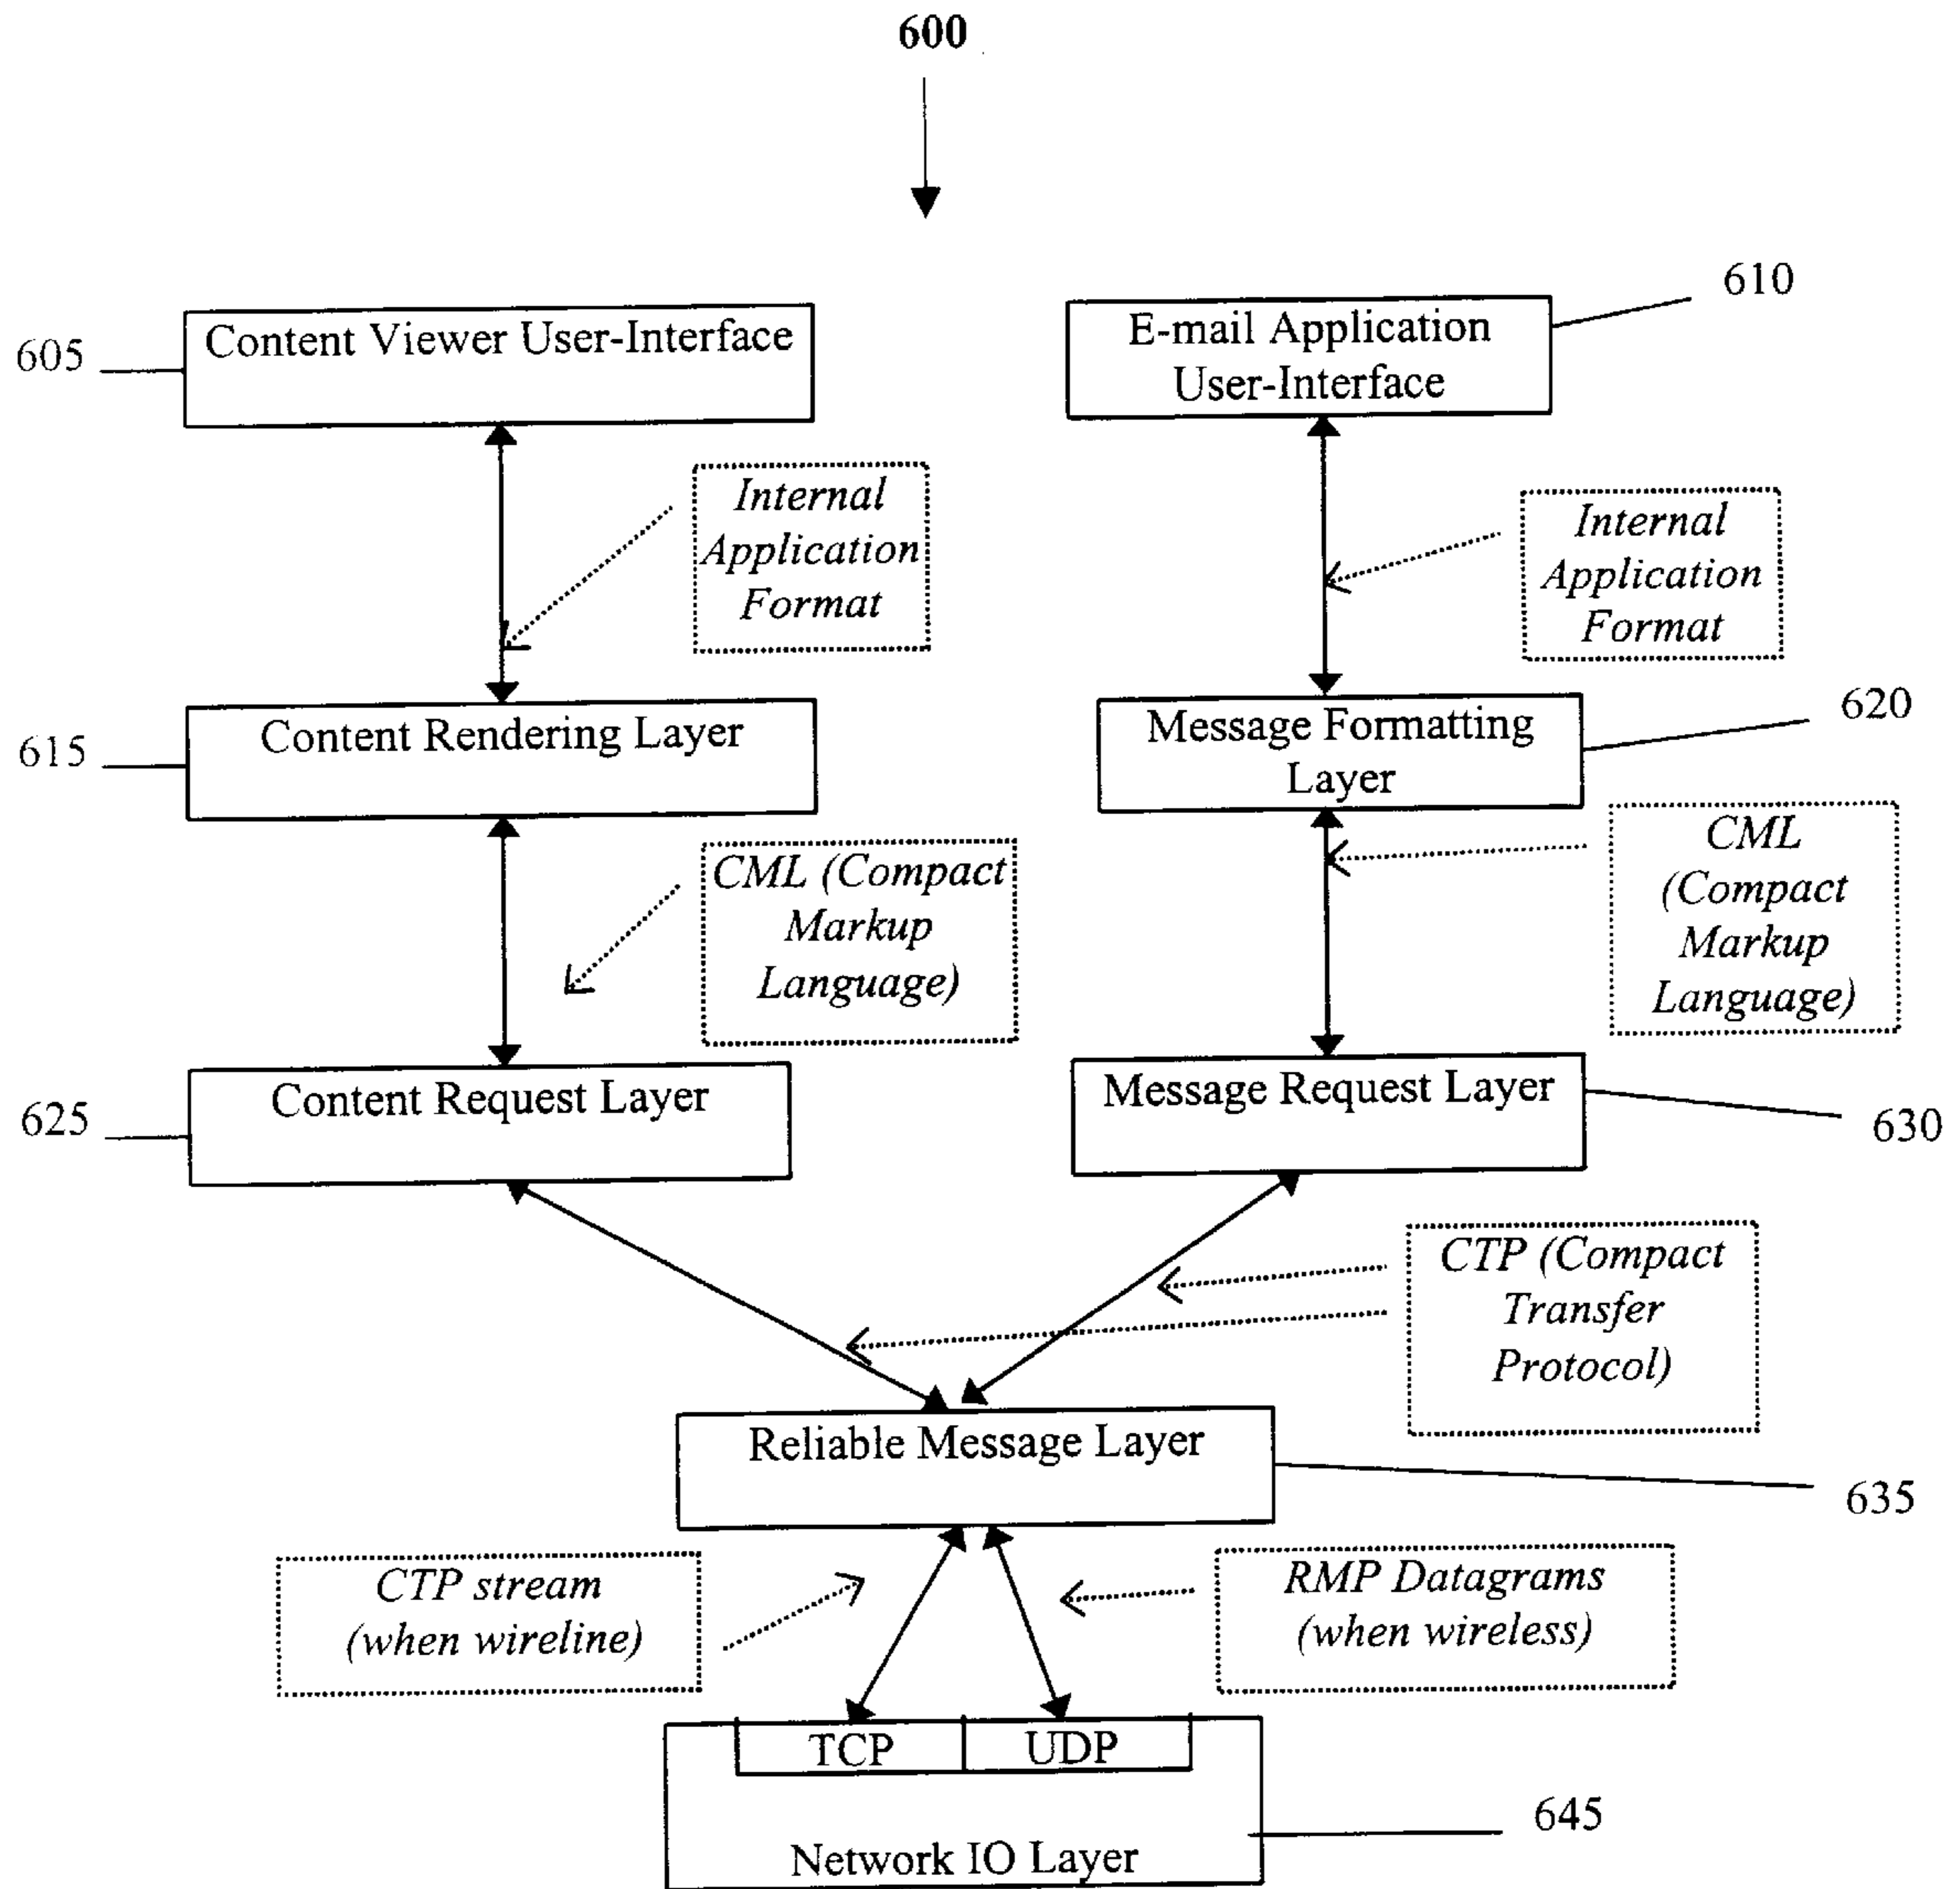 600
610
605
Content Viewer User-Interface
E-mail Application
User-Interface
Internal
Application
Format
Internal
Application
Format
615
Content Rendering Layer
Message Formatting
Layer
620
CML (Compact
Markup
Language)
CML
(Compact
Markup
Language)
625
Content Request Layer
Message Request Layer
630
CTP (Compact
Transfer
Protocol)
Reliable Message Layer
635
CTP stream
(when wireline)
RMP Datagrams
(when wireless)
TCP
UDP
Network IO Layer
645